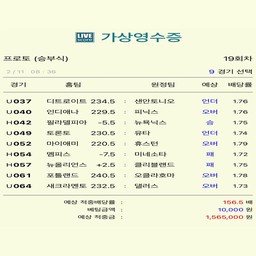 LIVE 가상영수증
프로토 (승부식) 19회차
2/11 08:36 9 경기 선택
경기 홈팀 원정팀 예상 배당률
U037 디트로이트 234.5 : 샌안토니오 언더 1.76
U040 인디애나 229.5 : 피닉스 오버 1.76
H042 필라델피아 -5.5 : 뉴욕닉스 승 1.75
U049 토론토 230.5 : 유타 언더 1.74
U052 마이애미 220.5 : 휴스턴 오버 1.79
H054 멤피스 -7.5 : 미네소타 패 1.72
H057 뉴올리언스 +2.5 : 클리블랜드 패 1.75
U061 포틀랜드 240.5 : 오클라호마 오버 1.78
U064 새크라멘토 232.5 : 댈러스 오버 1.73
예상 적중배당률 156.5 배
배팅금액 10,000 원
예상 적중금 1,565,000 원